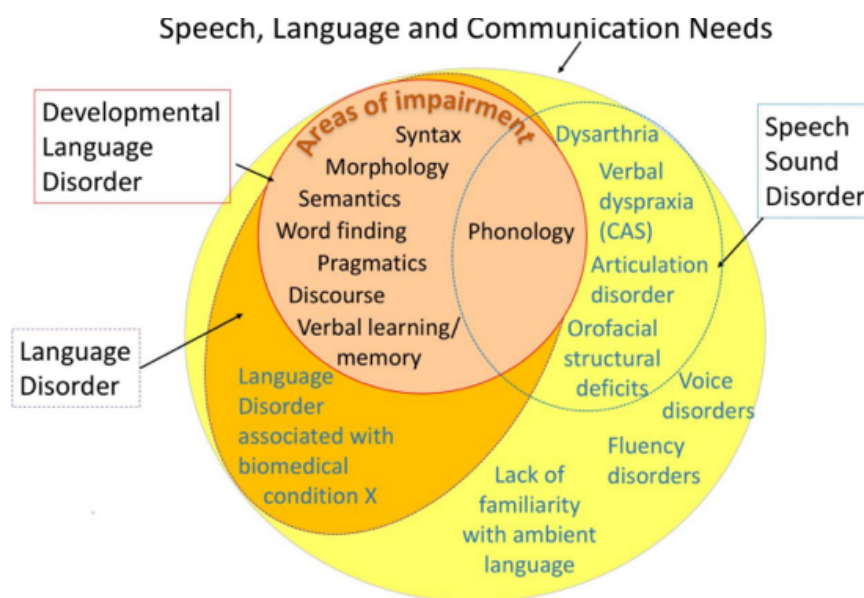 Speech, Language and Communication Needs
Developmental
Language
Disorder
Areas of impairment
Syntax
Morphology
Semantics
Word finding
Pragmatics
Discourse
Verbal learning/
memory
Phonology
Dysarthria
Verbal
dyspraxia
(CAS)
Articulation
disorder
Orofacial
structural
deficits
Speech
Sound
Disorder
Language
Disorder
Language
Disorder
associated with
biomedical
condition X
Voice
disorders
Fluency
disorders
Lack of
familiarity
with ambient
language